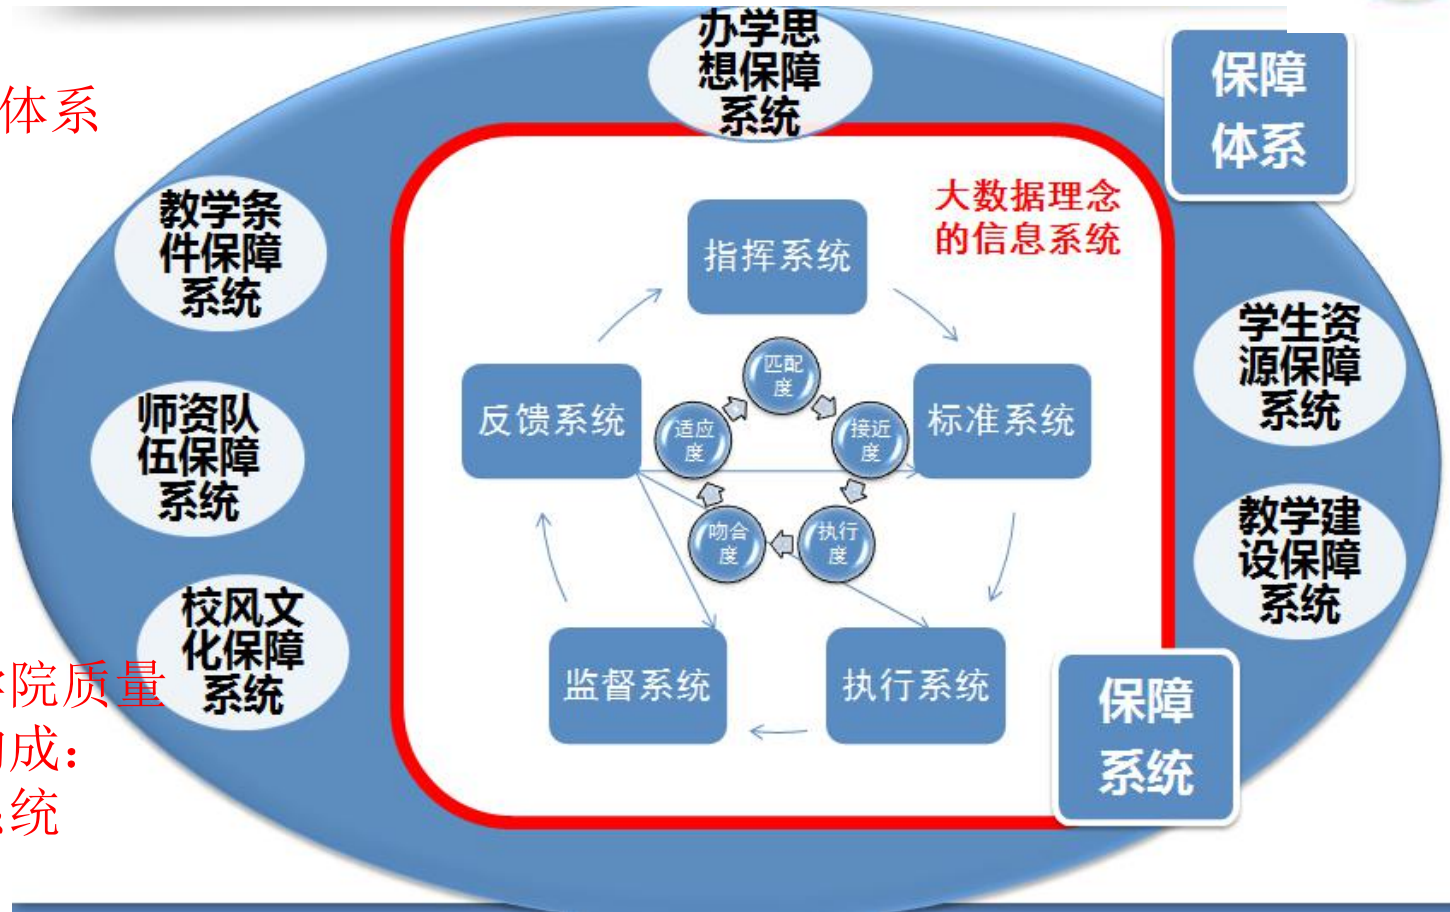 办学思
想保障
系统
保障
体系
体系
教学条
件保障
系统
大数据理念
的信息系统
指挥系统
学生资
源保障
系统
匹配
度
反馈系统
适应
度
接近
度
标准系统
师资队
伍保障
系统
吻合
度
执行
度
教学建
设保障
系统
校风文
化保障
系统
监督系统
执行系统
院质量
成：
统
保障
系统